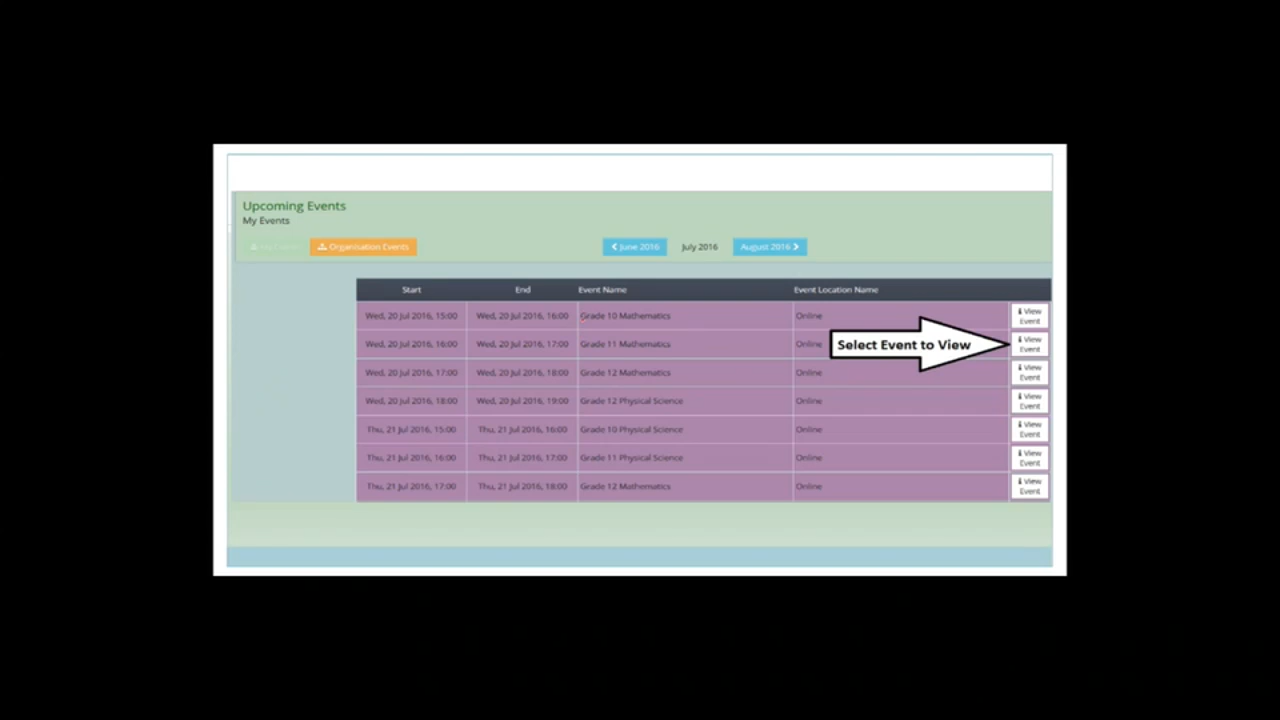 Upcoming Events
My Events
My Events Organisation Events June 2016 July 2016 August 2016
Start End Event Name Event Location Name
Wed, 20 Jul 2016, 15:00 Wed, 20 Jul 2016, 16:00 Grade 10 Mathematics Online View Event
Wed, 20 Jul 2016, 16:00 Wed, 20 Jul 2016, 17:00 Grade 11 Mathematics Online Select Event to View View Event
Wed, 20 Jul 2016, 17:00 Wed, 20 Jul 2016, 18:00 Grade 12 Mathematics Online View Event
Wed, 20 Jul 2016, 18:00 Wed, 20 Jul 2016, 19:00 Grade 12 Physical Science Online View Event
Thu, 21 Jul 2016, 15:00 Thu, 21 Jul 2016, 16:00 Grade 10 Physical Science Online View Event
Thu, 21 Jul 2016, 16:00 Thu, 21 Jul 2016, 17:00 Grade 11 Physical Science Online View Event
Thu, 21 Jul 2016, 17:00 Thu, 21 Jul 2016, 18:00 Grade 12 Mathematics Online View Event